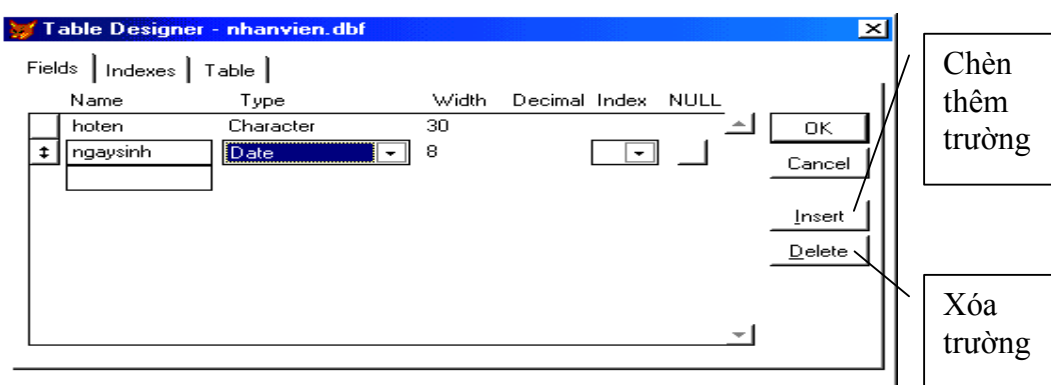 Table Designer - nhanvien.dbf
Fields Indexes Table
Name Type Width Decimal Index NULL
hoten Character 30
ngaysinh Date 8
OK
Cancel
Insert
Delete
Chèn
thêm
trường
Xóa
trường